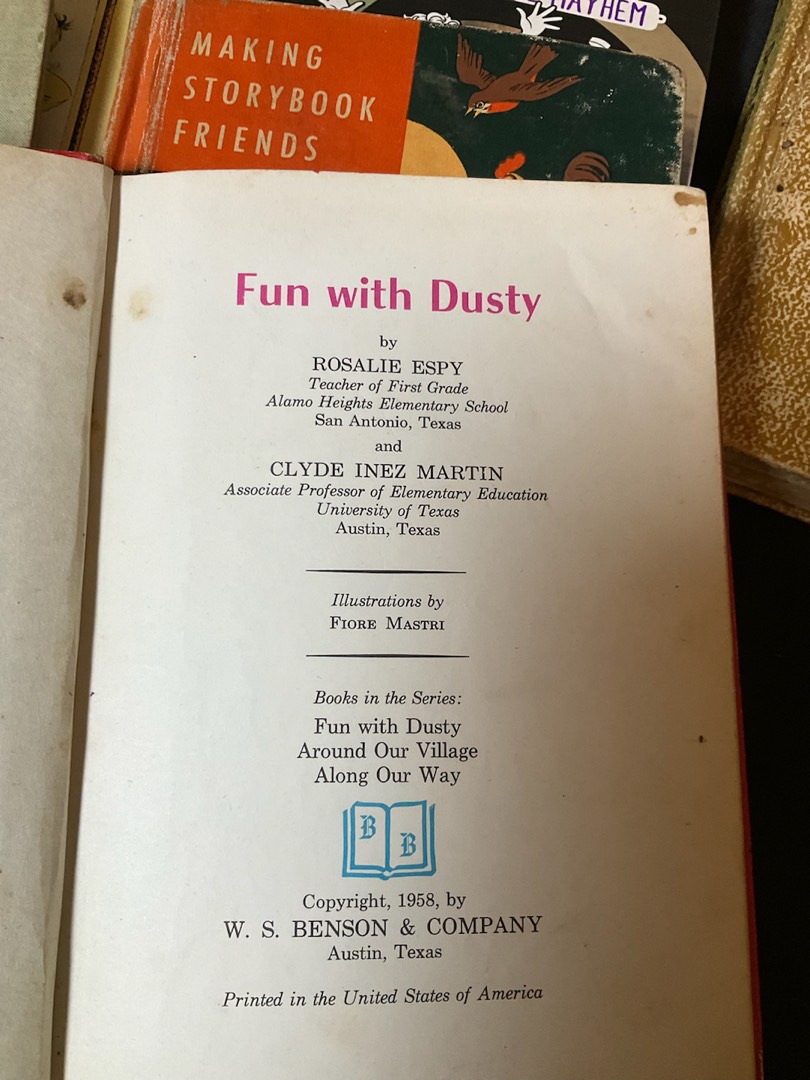 MAYHEM
MAKING
STORYBOOK
FRIENDS
Fun with Dusty
by
ROSALIE ESPY
Teacher of First Grade
Alamo Heights Elementary School
San Antonio, Texas
and
CLYDE INEZ MARTIN
Associate Professor of Elementary Education
University of Texas
Austin, Texas
Illustrations by
FIORE MASTRI
Books in the Series:
Fun with Dusty
Around Our Village
Along Our Way
B B
Copyright, 1958, by
W. S. BENSON & COMPANY
Austin, Texas
Printed in the United States of America